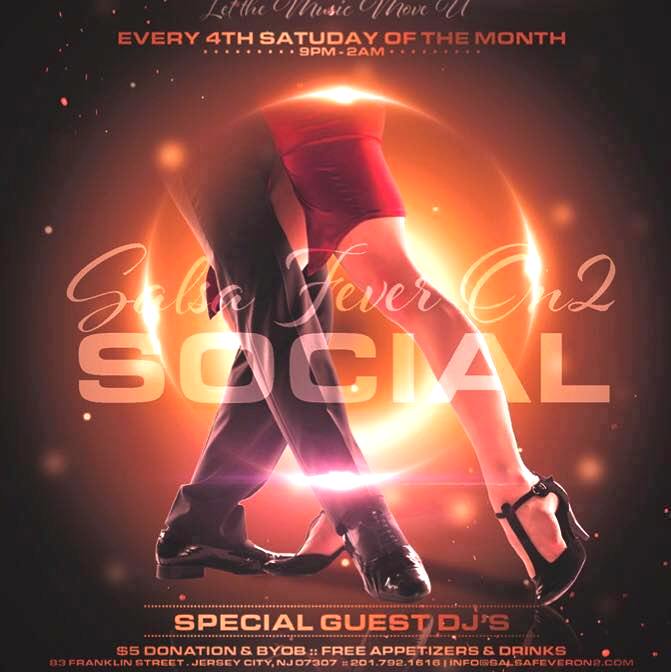 Let the Music Move U
EVERY 4TH SATUDAY OF THE MONTH
9PM - 2AM
Salsa Fever On2
SOCIAL
SPECIAL GUEST DJ'S
$5 DONATION & BYOB :: FREE APPETIZERS & DRINKS
83 FRANKLIN STREET . JERSEY CITY, NJ 07307 :: 201.792.1616 | INFO@SALSAFEVERON2.COM